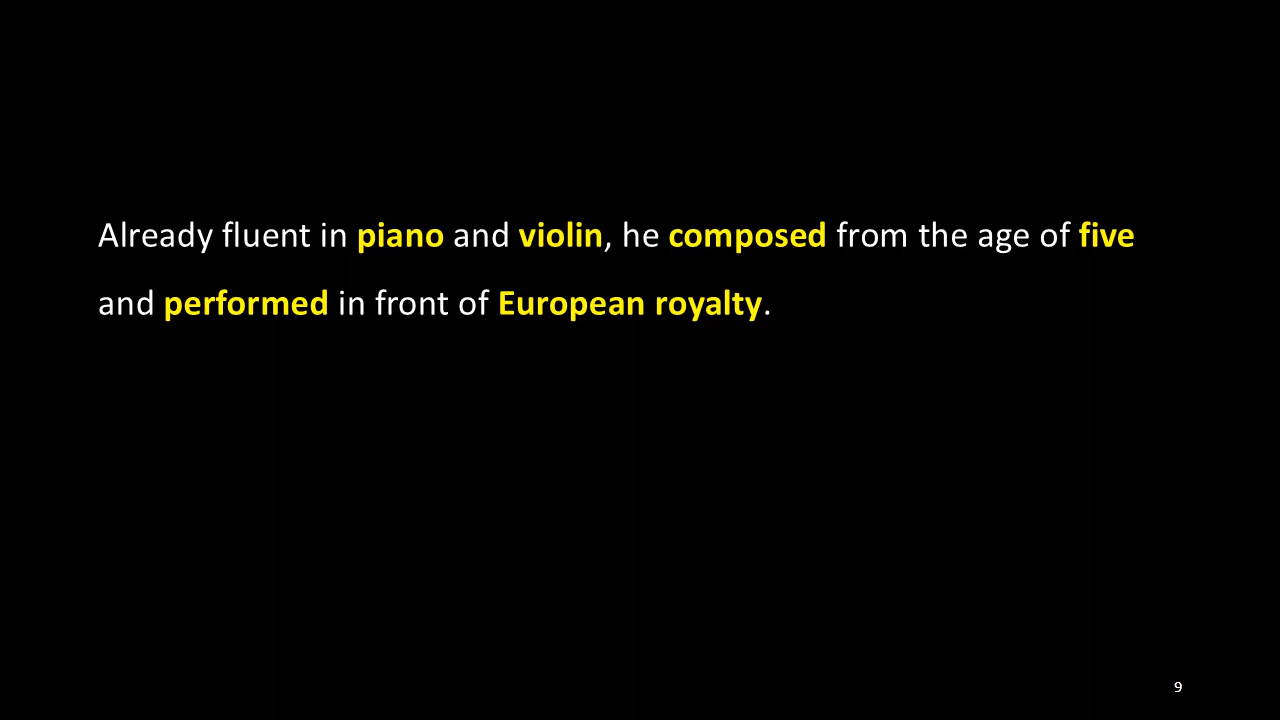 Already fluent in piano and violin, he composed from the age of five
and performed in front of European royalty.
9